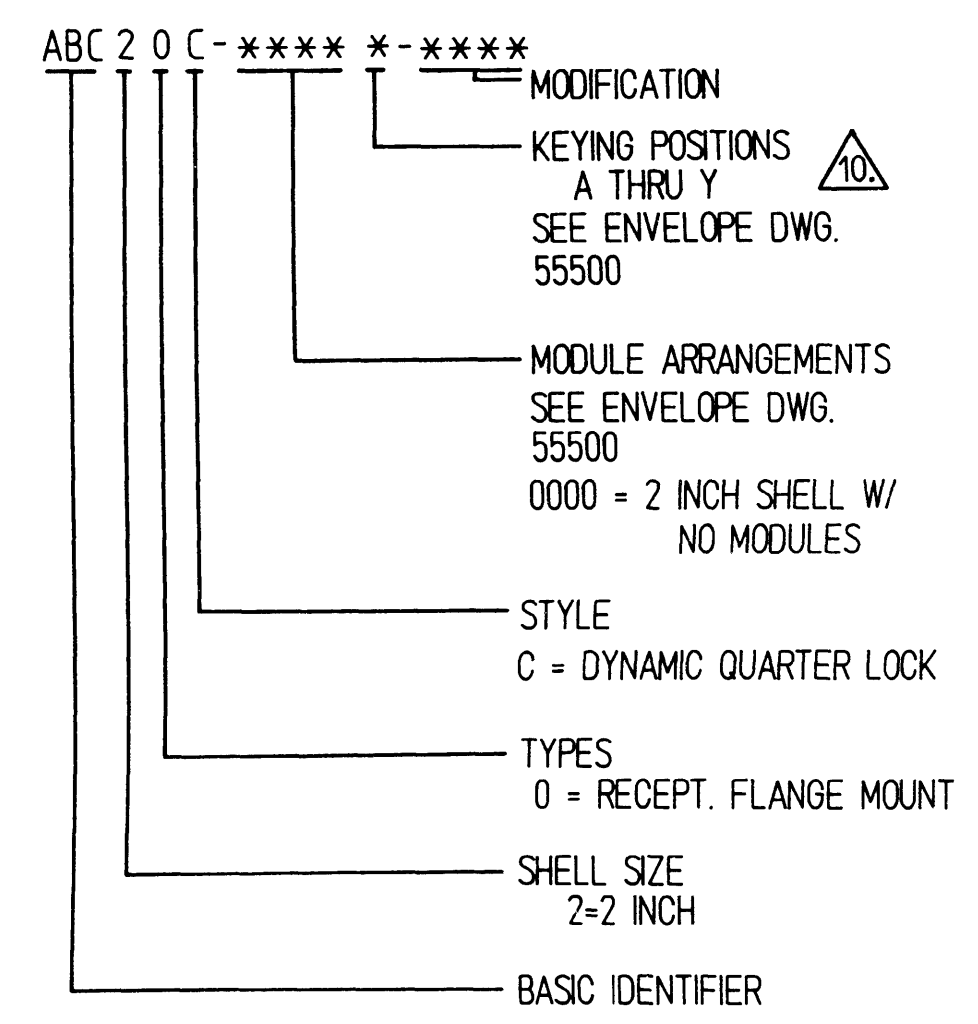 ABC 2 0 C-**** *-****
MODIFICATION
KEYING POSITIONS
A THRU Y
10.
SEE ENVELOPE DWG.
55500
MODULE ARRANGEMENTS
SEE ENVELOPE DWG.
55500
0000 = 2 INCH SHELL W/
NO MODULES
STYLE
C = DYNAMIC QUARTER LOCK
TYPES
0 = RECEPT. FLANGE MOUNT
SHELL SIZE
2=2 INCH
BASIC IDENTIFIER